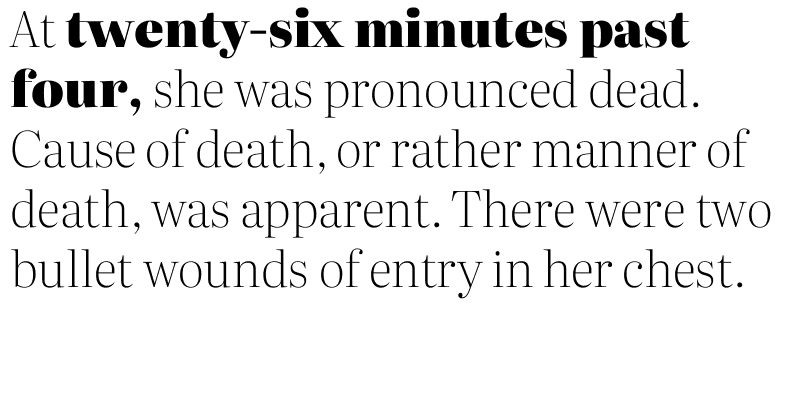 At twenty-six minutes past
four, she was pronounced dead.
Cause of death, or rather manner of
death, was apparent. There were two
bullet wounds of entry in her chest.